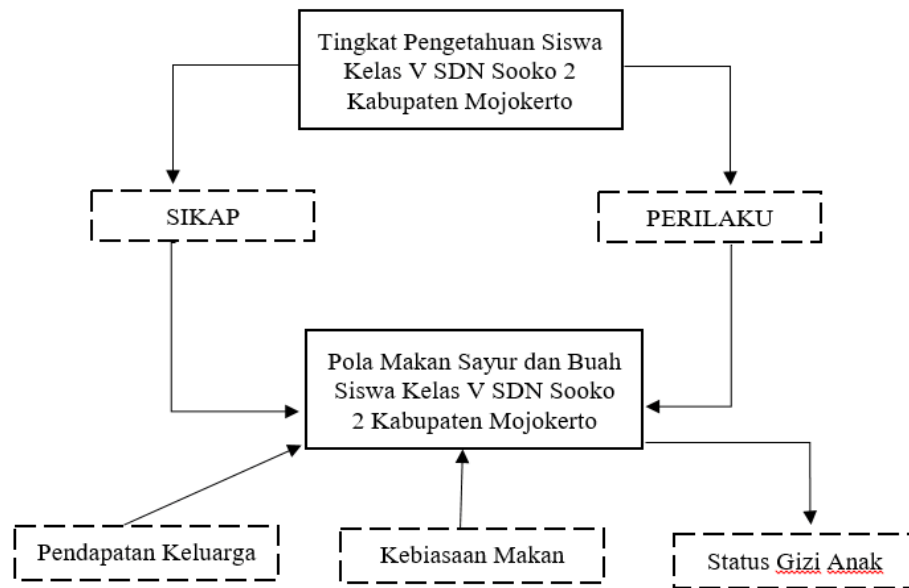 Tingkat Pengetahuan Siswa
Kelas V SDN Sooko 2
Kabupaten Mojokerto
SIKAP
PERILAKU
Pola Makan Sayur dan Buah
Siswa Kelas V SDN Sooko
2 Kabupaten Mojokerto
Pendapatan Keluarga
Kebiasaan Makan
Status Gizi Anak